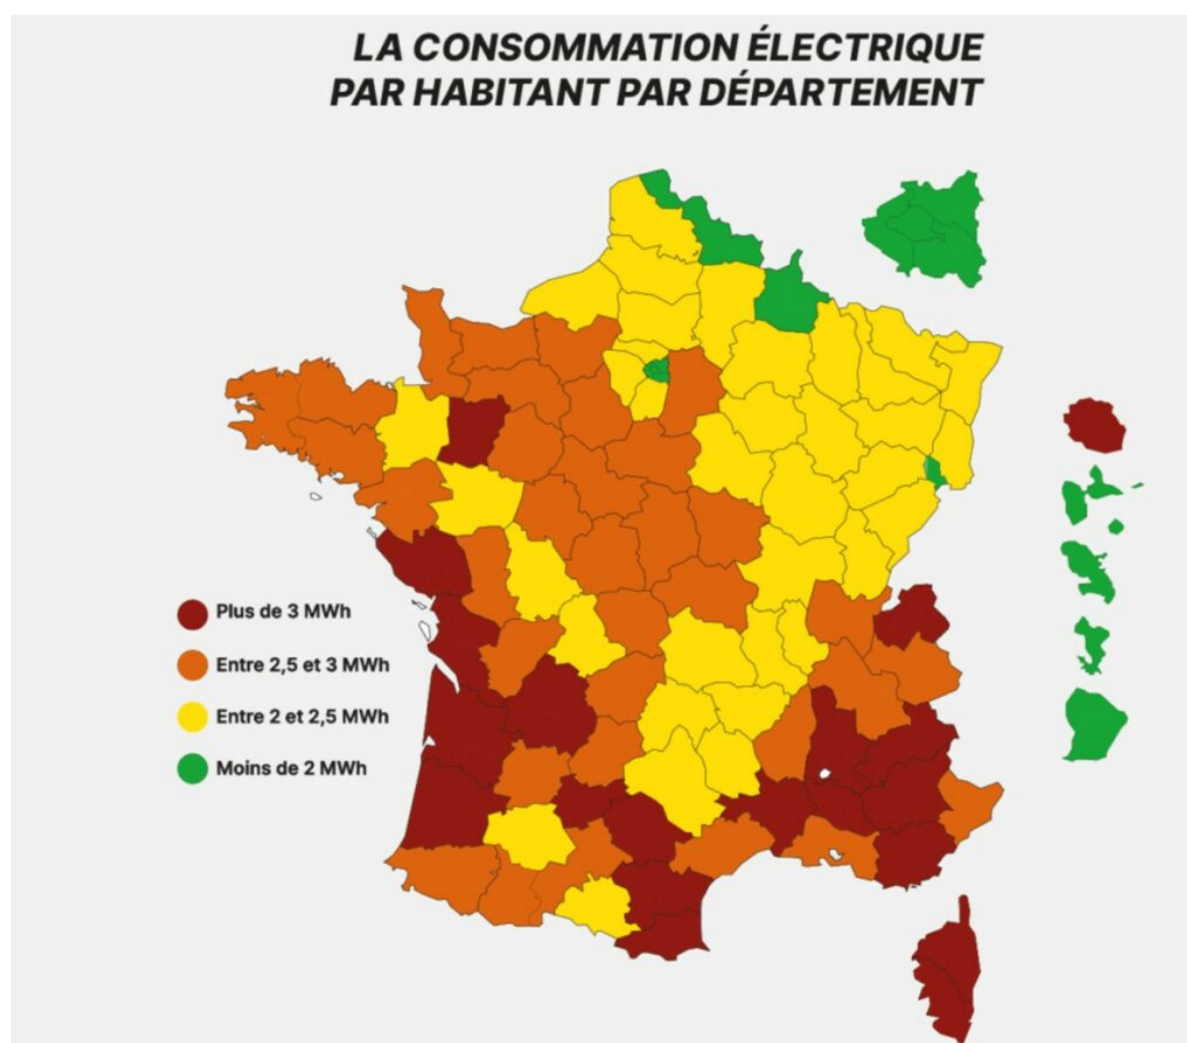 LA CONSOMMATION ÉLECTRIQUE
PAR HABITANT PAR DÉPARTEMENT
Plus de 3 MWh
Entre 2,5 et 3 MWh
Entre 2 et 2,5 MWh
Moins de 2 MWh